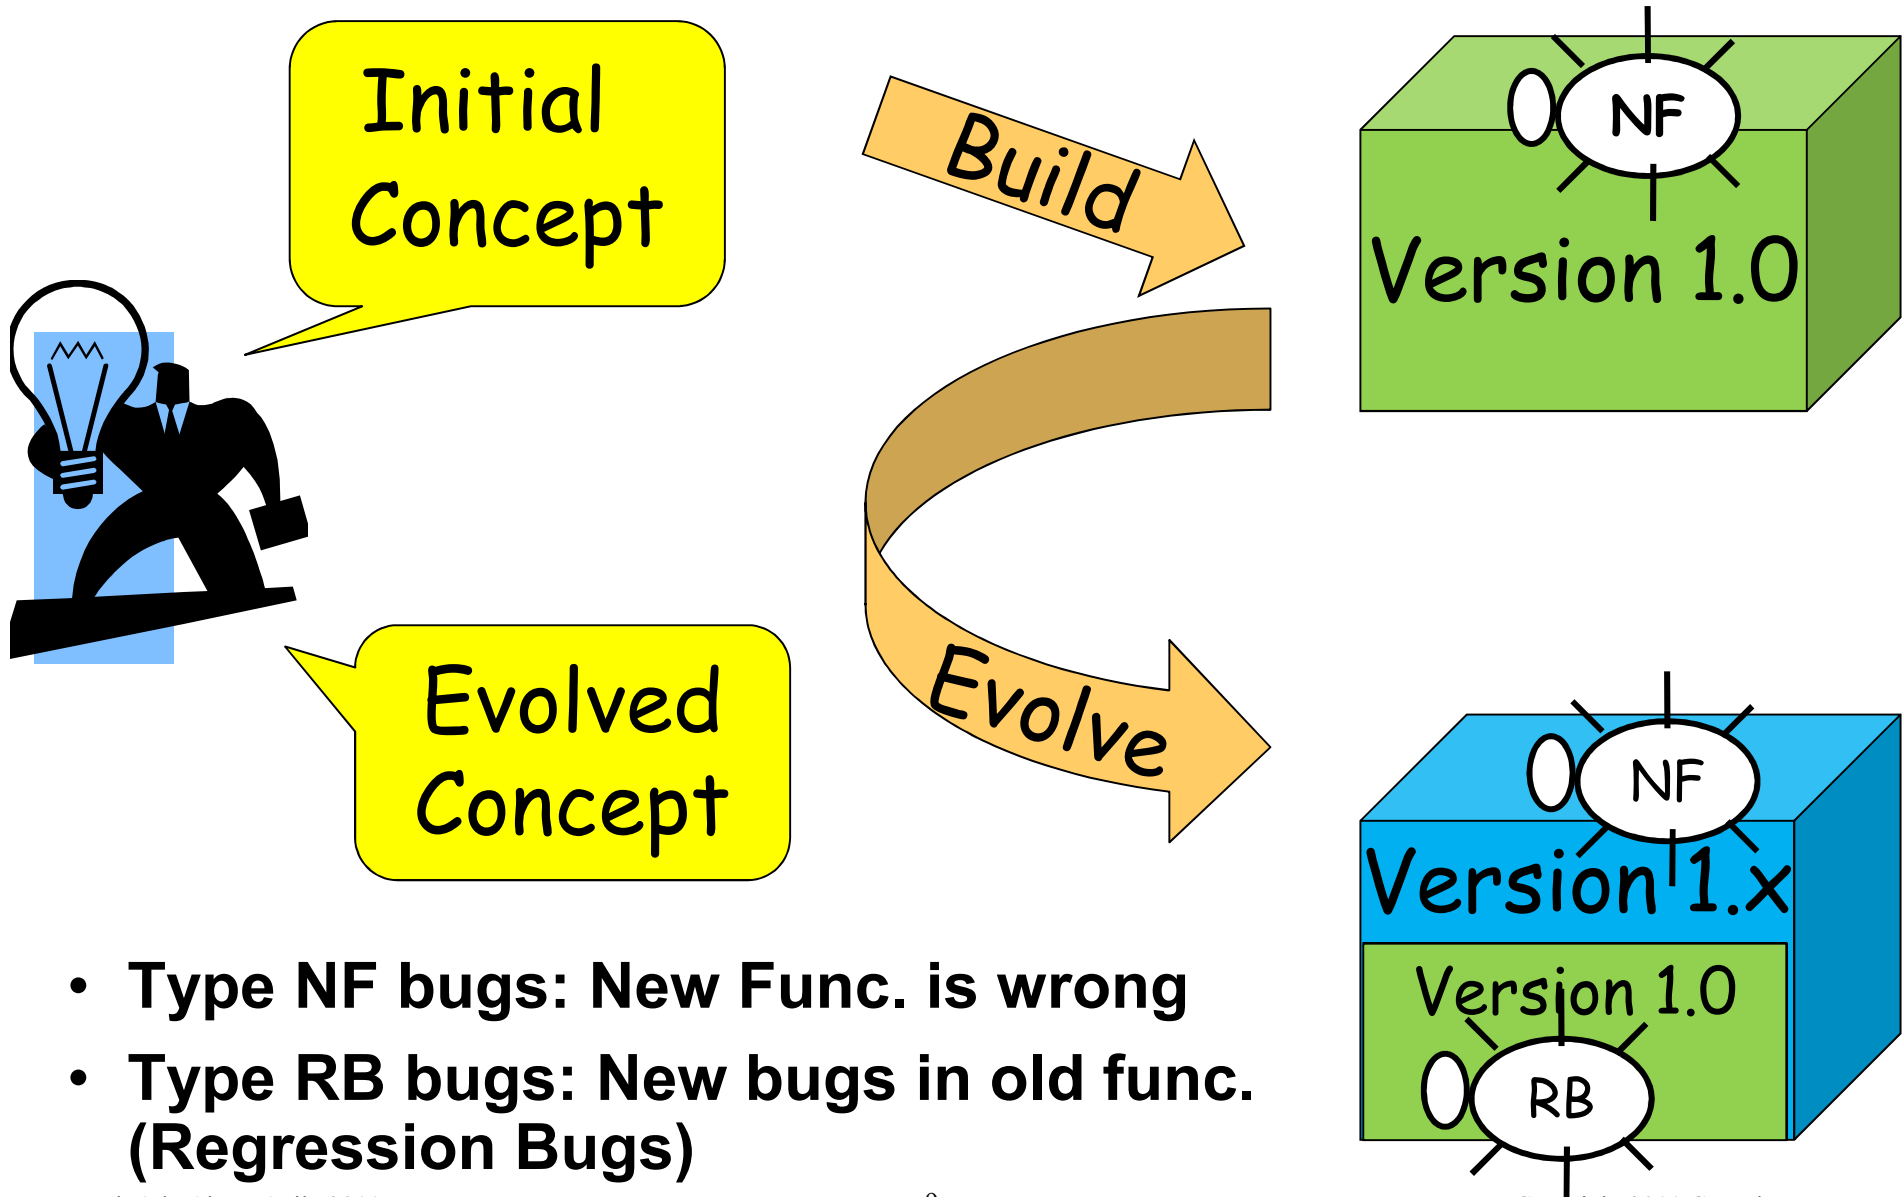 Initial
Concept
Build
NF
Version 1.0
Evolved
Concept
Evolve
NF
Version 1.x
Version 1.0
RB
• Type NF bugs: New Func. is wrong
• Type RB bugs: New bugs in old func.
(Regression Bugs)